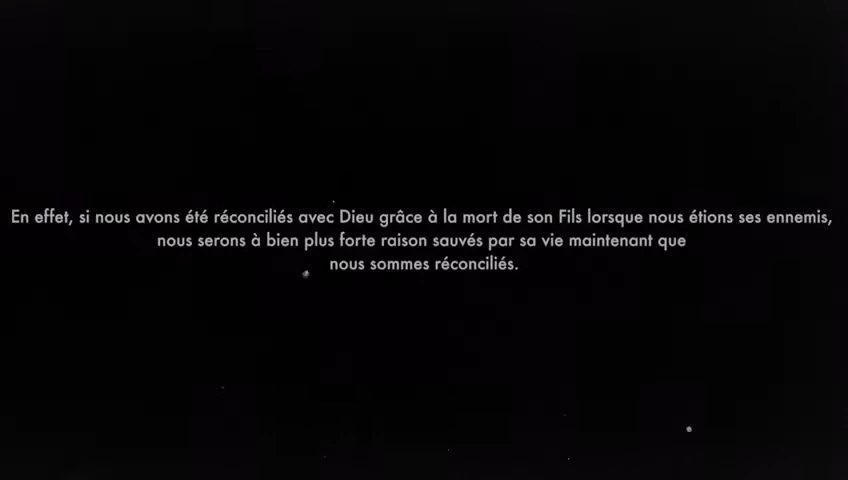 En effet, si nous avons été réconciliés avec Dieu grâce à la mort de son Fils lorsque nous étions ses ennemis,
nous serons à bien plus forte raison sauvés par sa vie maintenant que
nous sommes réconciliés.